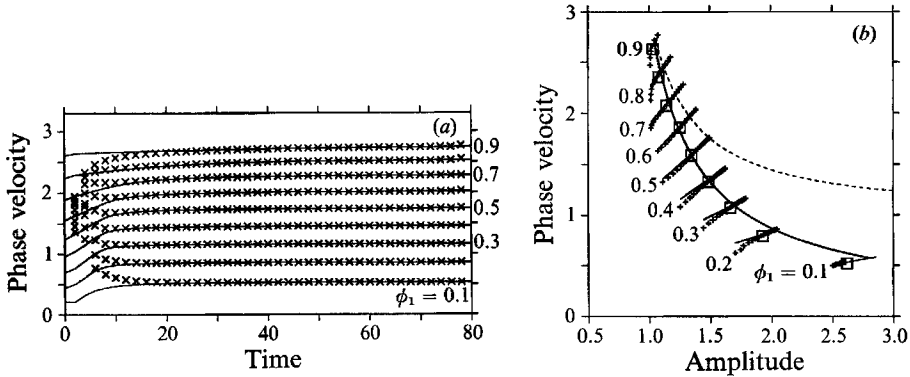 (a)
Phase velocity
3
2
1
0
0.9
0.7
0.5
0.3
ϕ₁ = 0.1
0 20 40 60 80
Time
(b)
Phase velocity
3
2
1
0
0.9
0.8
0.7
0.6
0.5
0.4
0.3
0.2
ϕ₁ = 0.1
0.5 1.0 1.5 2.0 2.5 3.0
Amplitude